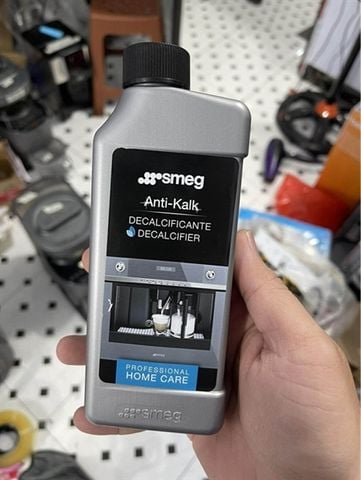 smeg
Anti-Kalk
DECALCIFICANTE
DECALCIFIER
PROFESSIONAL
HOME CARE
smeg